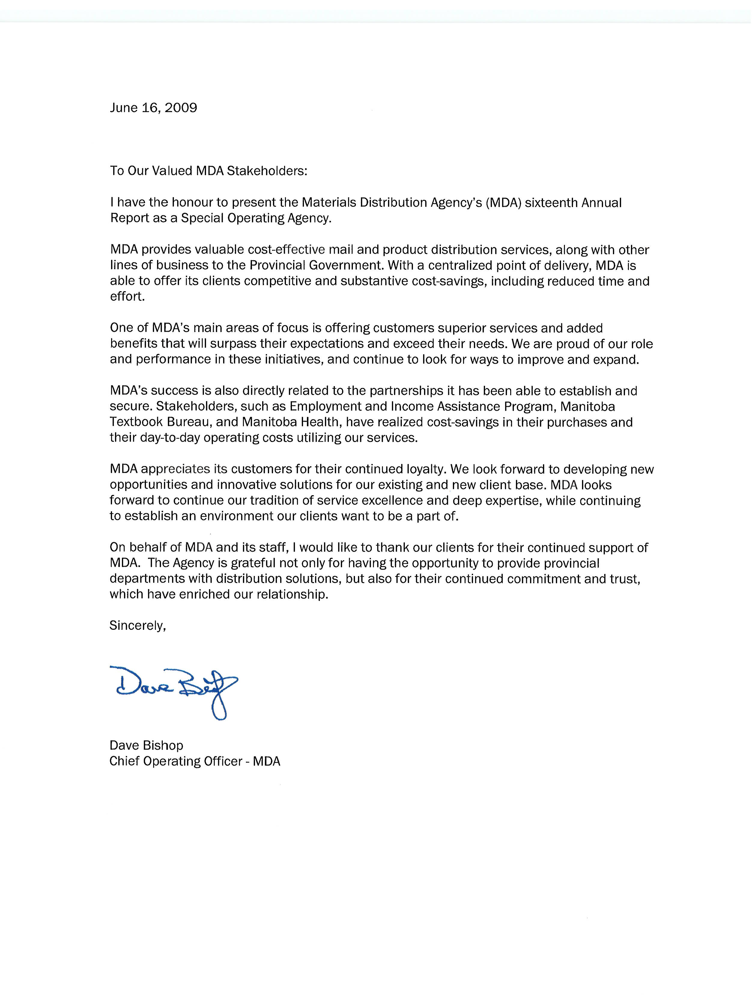 June 16, 2009
To Our Valued MDA Stakeholders:
I have the honour to present the Materials Distribution Agency's (MDA) sixteenth Annual
Report as a Special Operating Agency.
MDA provides valuable cost-effective mail and product distribution services, along with other
lines of business to the Provincial Government. With a centralized point of delivery, MDA is
able to offer its clients competitive and substantive cost-savings, including reduced time and
effort.
One of MDA's main areas of focus is offering customers superior services and added
benefits that will surpass their expectations and exceed their needs. We are proud of our role
and performance in these initiatives, and continue to look for ways to improve and expand.
MDA's success is also directly related to the partnerships it has been able to establish and
secure. Stakeholders, such as Employment and Income Assistance Program, Manitoba
Textbook Bureau, and Manitoba Health, have realized cost-savings in their purchases and
their day-to-day operating costs utilizing our services.
MDA appreciates its customers for their continued loyalty. We look forward to developing new
opportunities and innovative solutions for our existing and new client base. MDA looks
forward to continue our tradition of service excellence and deep expertise, while continuing
to establish an environment our clients want to be a part of.
On behalf of MDA and its staff, I would like to thank our clients for their continued support of
MDA.  The Agency is grateful not only for having the opportunity to provide provincial
departments with distribution solutions, but also for their continued commitment and trust,
which have enriched our relationship.
Sincerely,
Dave
Dave Bishop
Chief Operating Officer - MDA